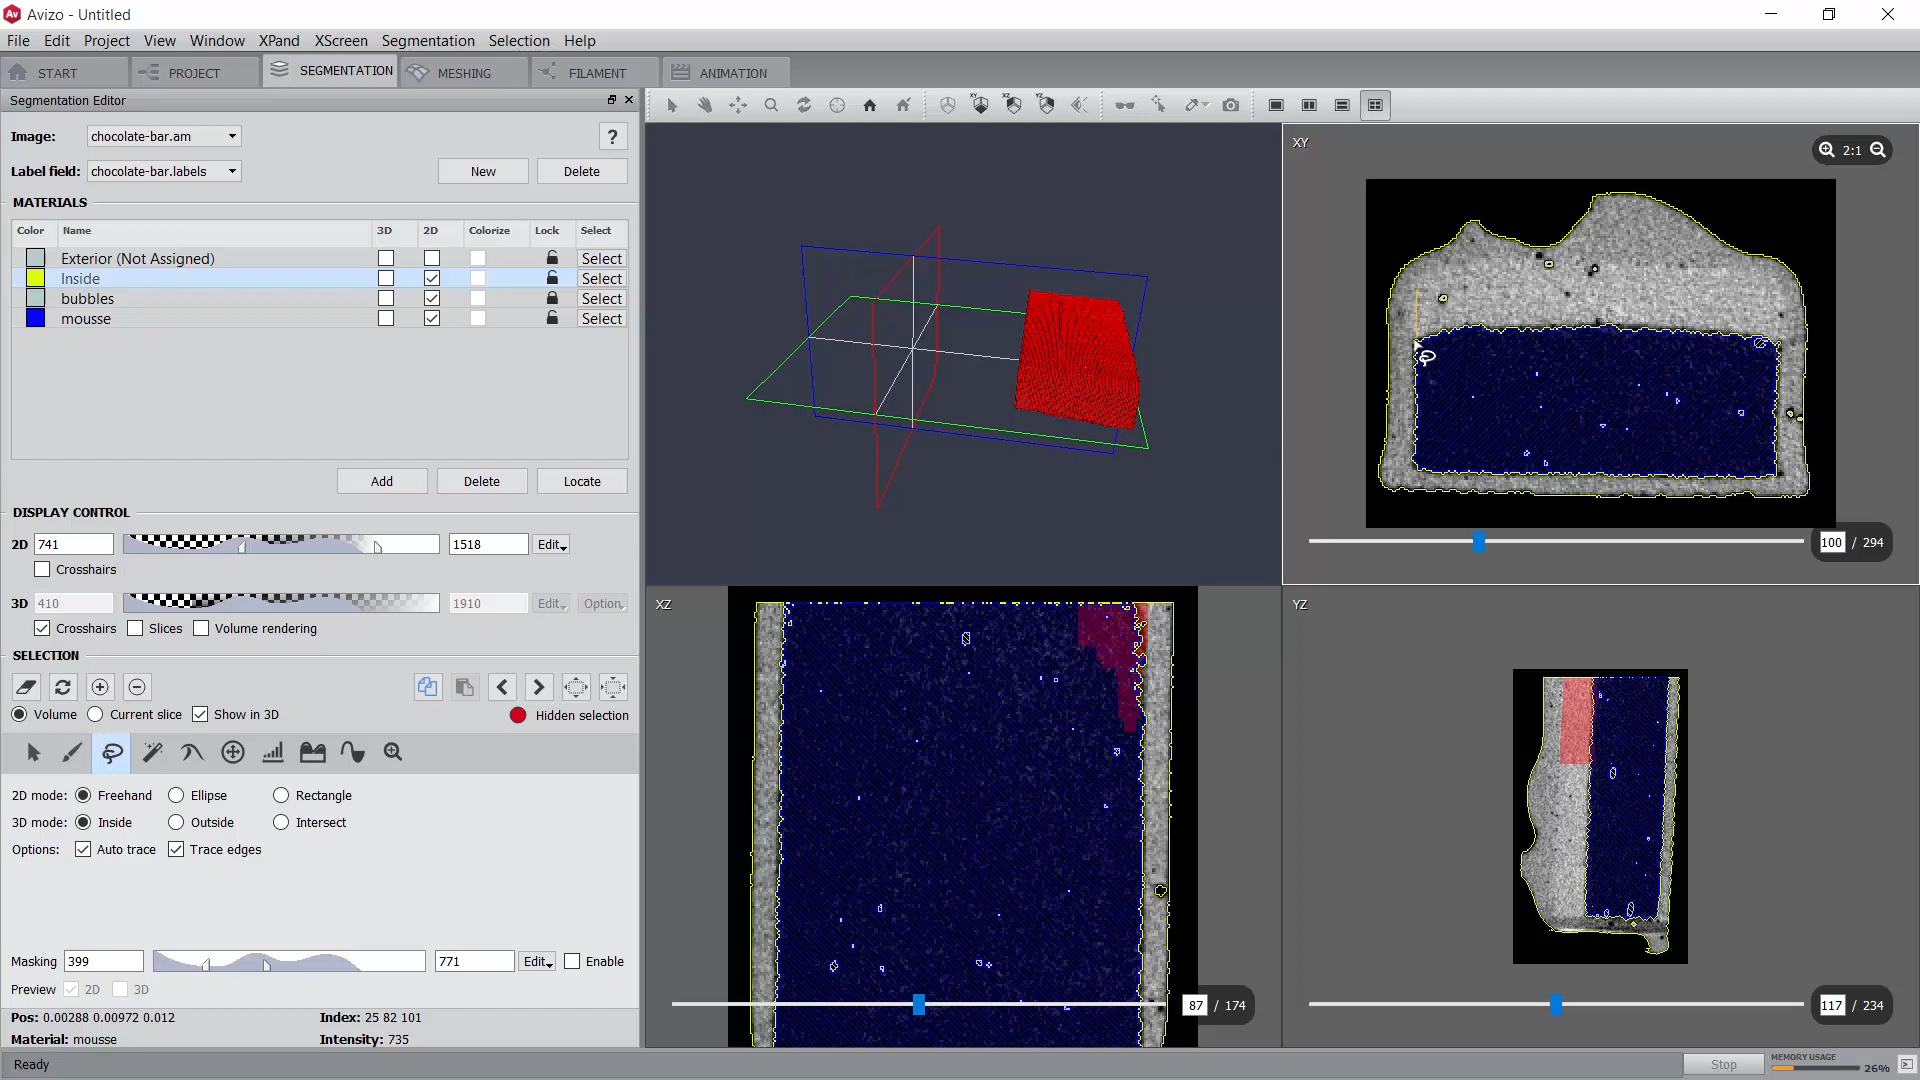 Avizo - Untitled
File Edit Project View Window XPand XScreen Segmentation Selection Help
START PROJECT SEGMENTATION MESHING FILAMENT ANIMATION
Segmentation Editor
Image: chocolate-bar.am ?
Label field: chocolate-bar.labels New Delete
MATERIALS
Color Name 3D 2D Colorize Lock Select
Exterior (Not Assigned) Select
Inside Select
bubbles Select
mousse Select
Add Delete Locate
DISPLAY CONTROL
2D 741 1518 Edit
Crosshairs
3D 410 1910 Edit Option
Crosshairs Slices Volume rendering
SELECTION
Volume Current slice Show in 3D Hidden selection
2D mode: Freehand Ellipse Rectangle
3D mode: Inside Outside Intersect
Options: Auto trace Trace edges
Masking 399 771 Edit Enable
Preview 2D 3D
Pos: 0.00288 0.00972 0.012 Index: 25 82 101
Material: mousse Intensity: 735
Ready
XY XZ YZ
XY
2:1
100 / 294
XZ
87 / 174
YZ
117 / 234
Stop
MEMORY USAGE
26%